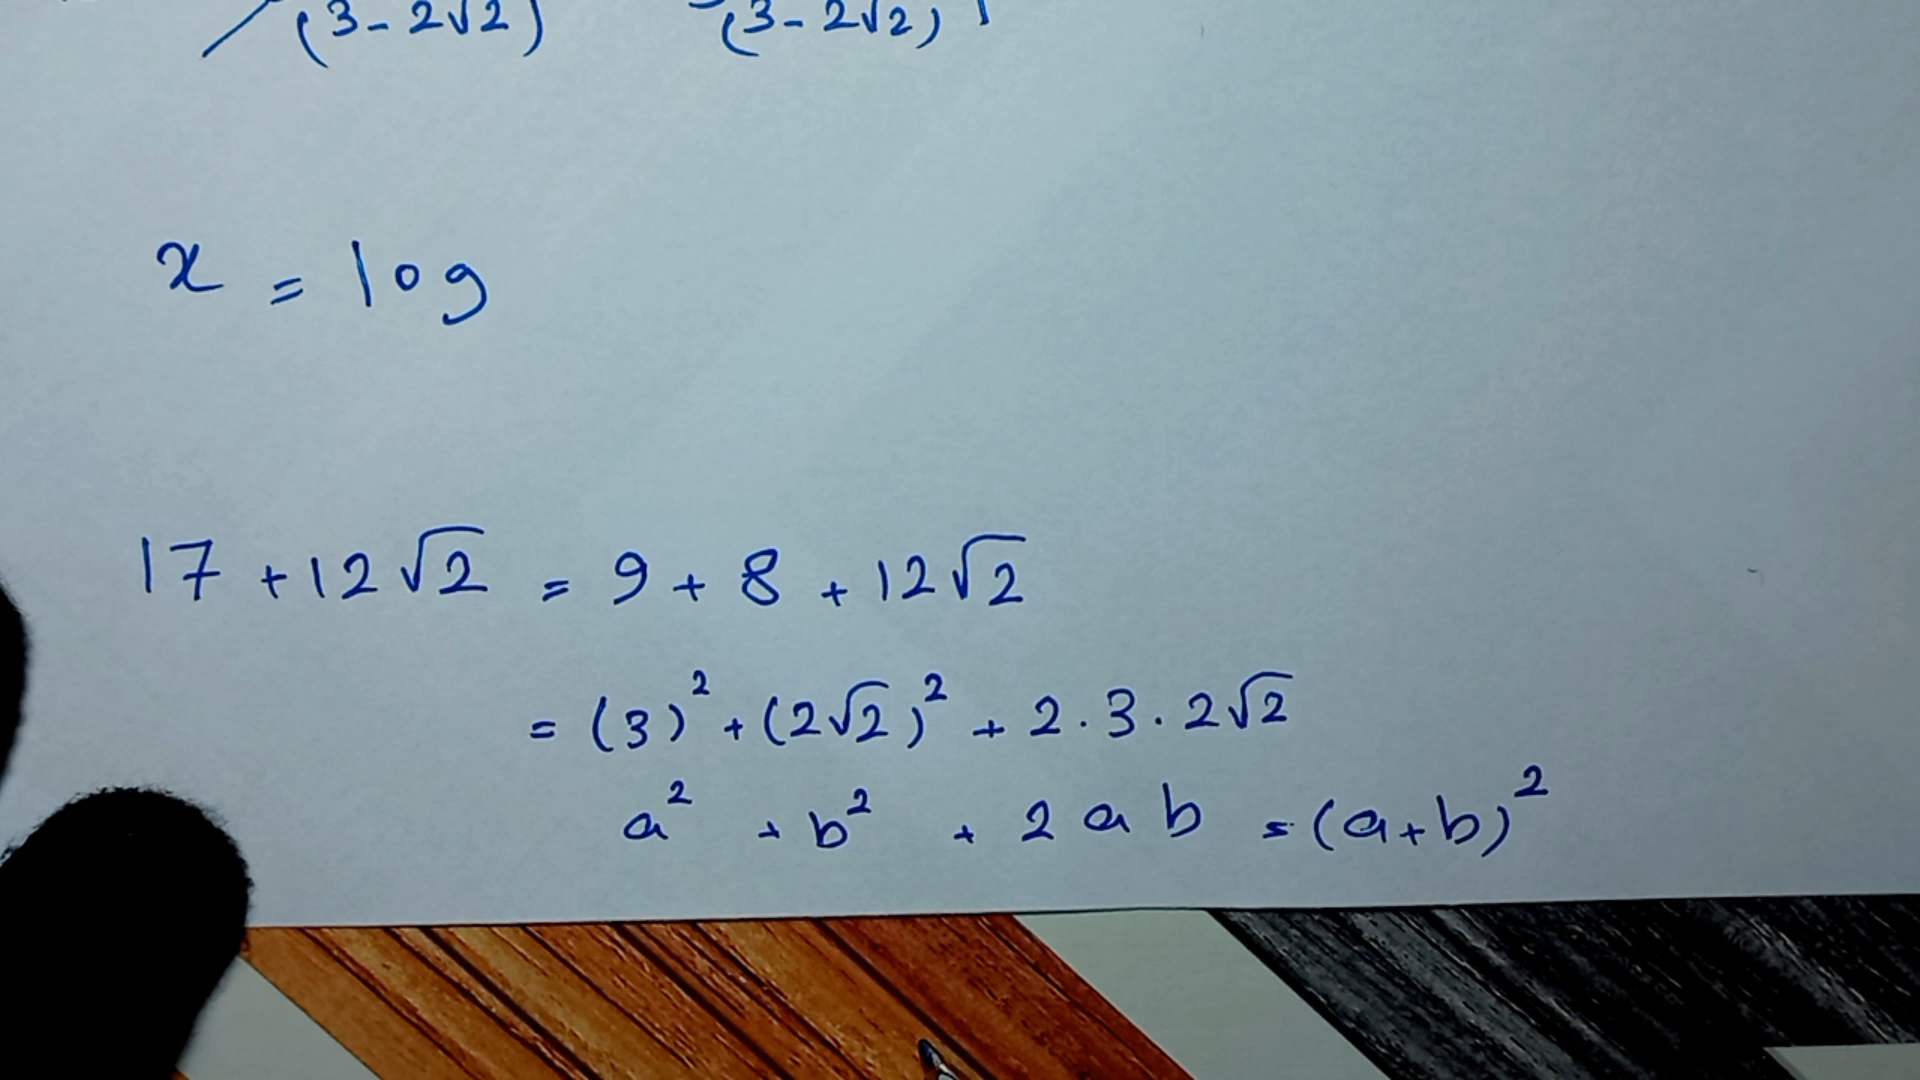 (3-2√2) (3-2√2)
x = log
17 + 12√2 = 9 + 8 + 12√2
= (3)² + (2√2)² + 2 · 3 · 2√2
a² + b² + 2ab = (a+b)²